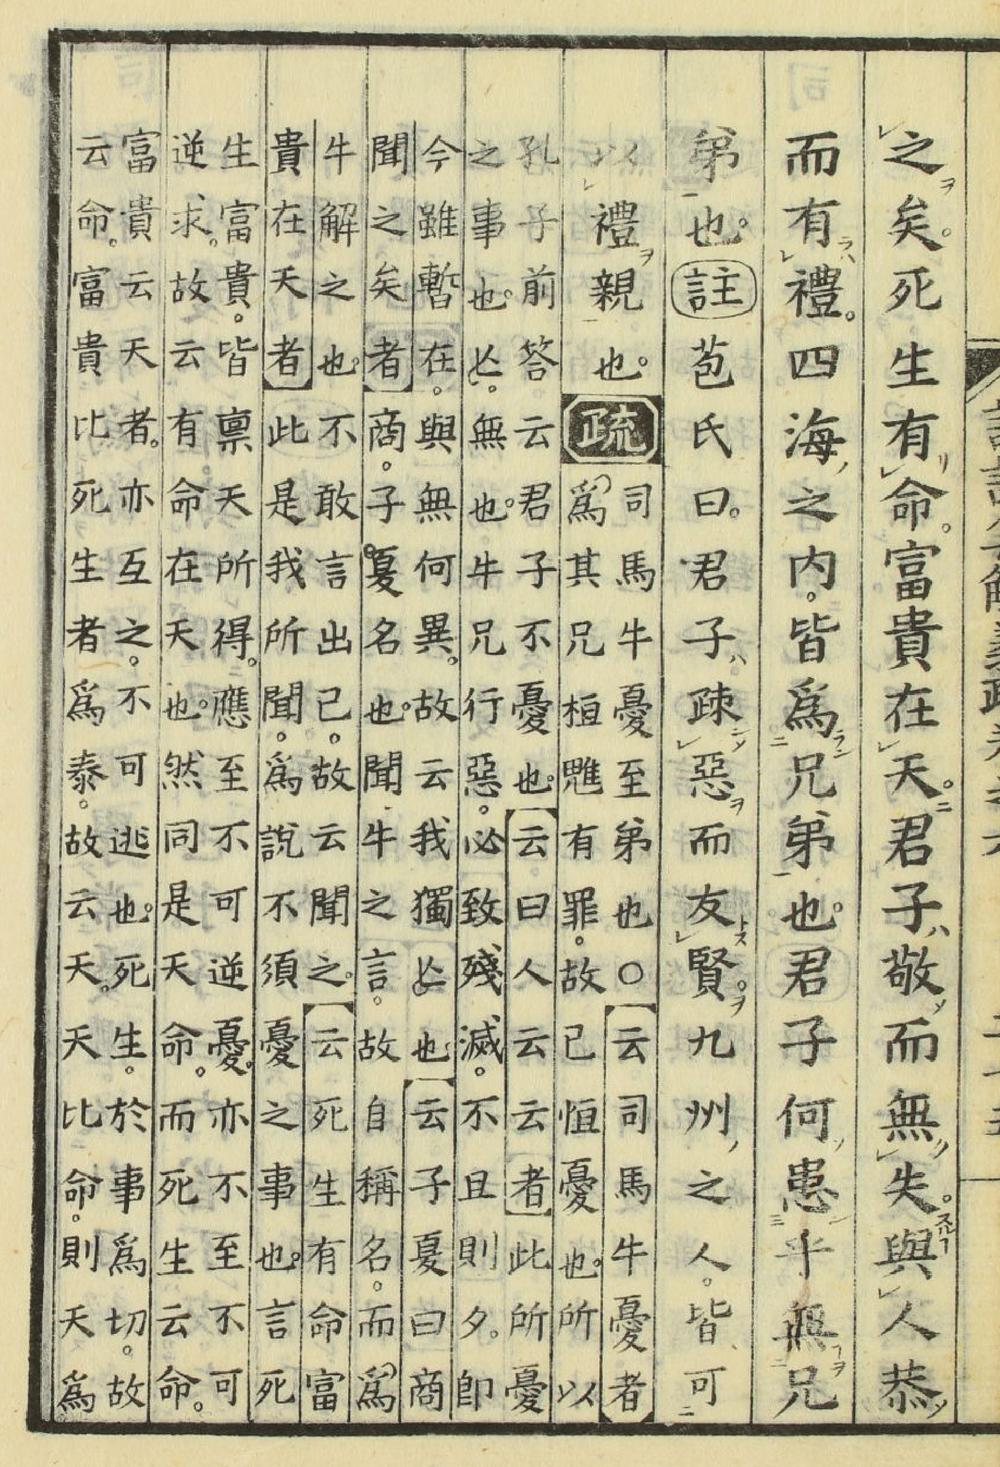 之矣。死生有命。富貴在天。君子敬而無失。與人恭
而有禮。四海之内。皆爲兄弟也。君子何患乎無兄
弟也。註苞氏曰。君子疎惡而友賢。九州之人。皆可
以禮親也。疏
司馬牛憂至弟也〇云司馬牛憂者
爲其兄桓魋有罪。故已恒憂也。所以
孔子前答云君子不憂也。云曰人云云者此所憂
之事也。亾。無也。牛兄行惡。必致殘滅。不且則夕。即
今雖暫在。與無何異。故云我獨亾也。云子夏曰商
聞之矣者商。子夏名也。聞牛之言。故自稱名。而爲
牛解之也。不敢言出己。故云聞之。云死生有命富
貴在天者此是我所聞。爲說不須憂之事也。言死
生富貴。皆禀天所得。應至不可逆憂。亦不至不可
逆求。故云有命在天也。然同是天命。而死生云命。
富貴云天者。亦互之。不可逃也。死生。於事爲切。故
云命。富貴比死生者爲泰。故云天。天比命。則天爲